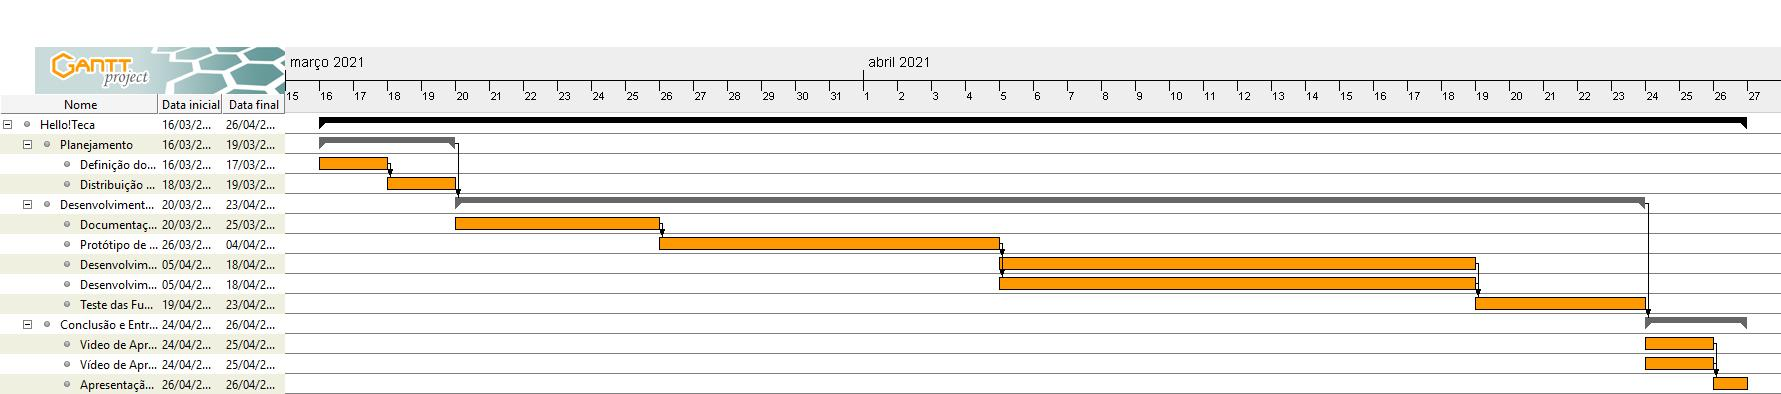 GANTT
project
março 2021 abril 2021
15 16 17 18 19 20 21 22 23 24 25 26 27 28 29 30 31 1 2 3 4 5 6 7 8 9 10 11 12 13 14 15 16 17 18 19 20 21 22 23 24 25 26 27
Nome Data inicial Data final
Hello!Teca 16/03/2... 26/04/2...
Planejamento 16/03/2... 19/03/2...
Definição do... 16/03/2... 17/03/2...
Distribuição ... 18/03/2... 19/03/2...
Desenvolviment... 20/03/2... 23/04/2...
Documentaç... 20/03/2... 25/03/2...
Protótipo de ... 26/03/2... 04/04/2...
Desenvolvim... 05/04/2... 18/04/2...
Desenvolvim... 05/04/2... 18/04/2...
Teste das Fu... 19/04/2... 23/04/2...
Conclusão e Entr... 24/04/2... 26/04/2...
Video de Apr... 24/04/2... 25/04/2...
Vídeo de Apr... 24/04/2... 25/04/2...
Apresentaçã... 26/04/2... 26/04/2...